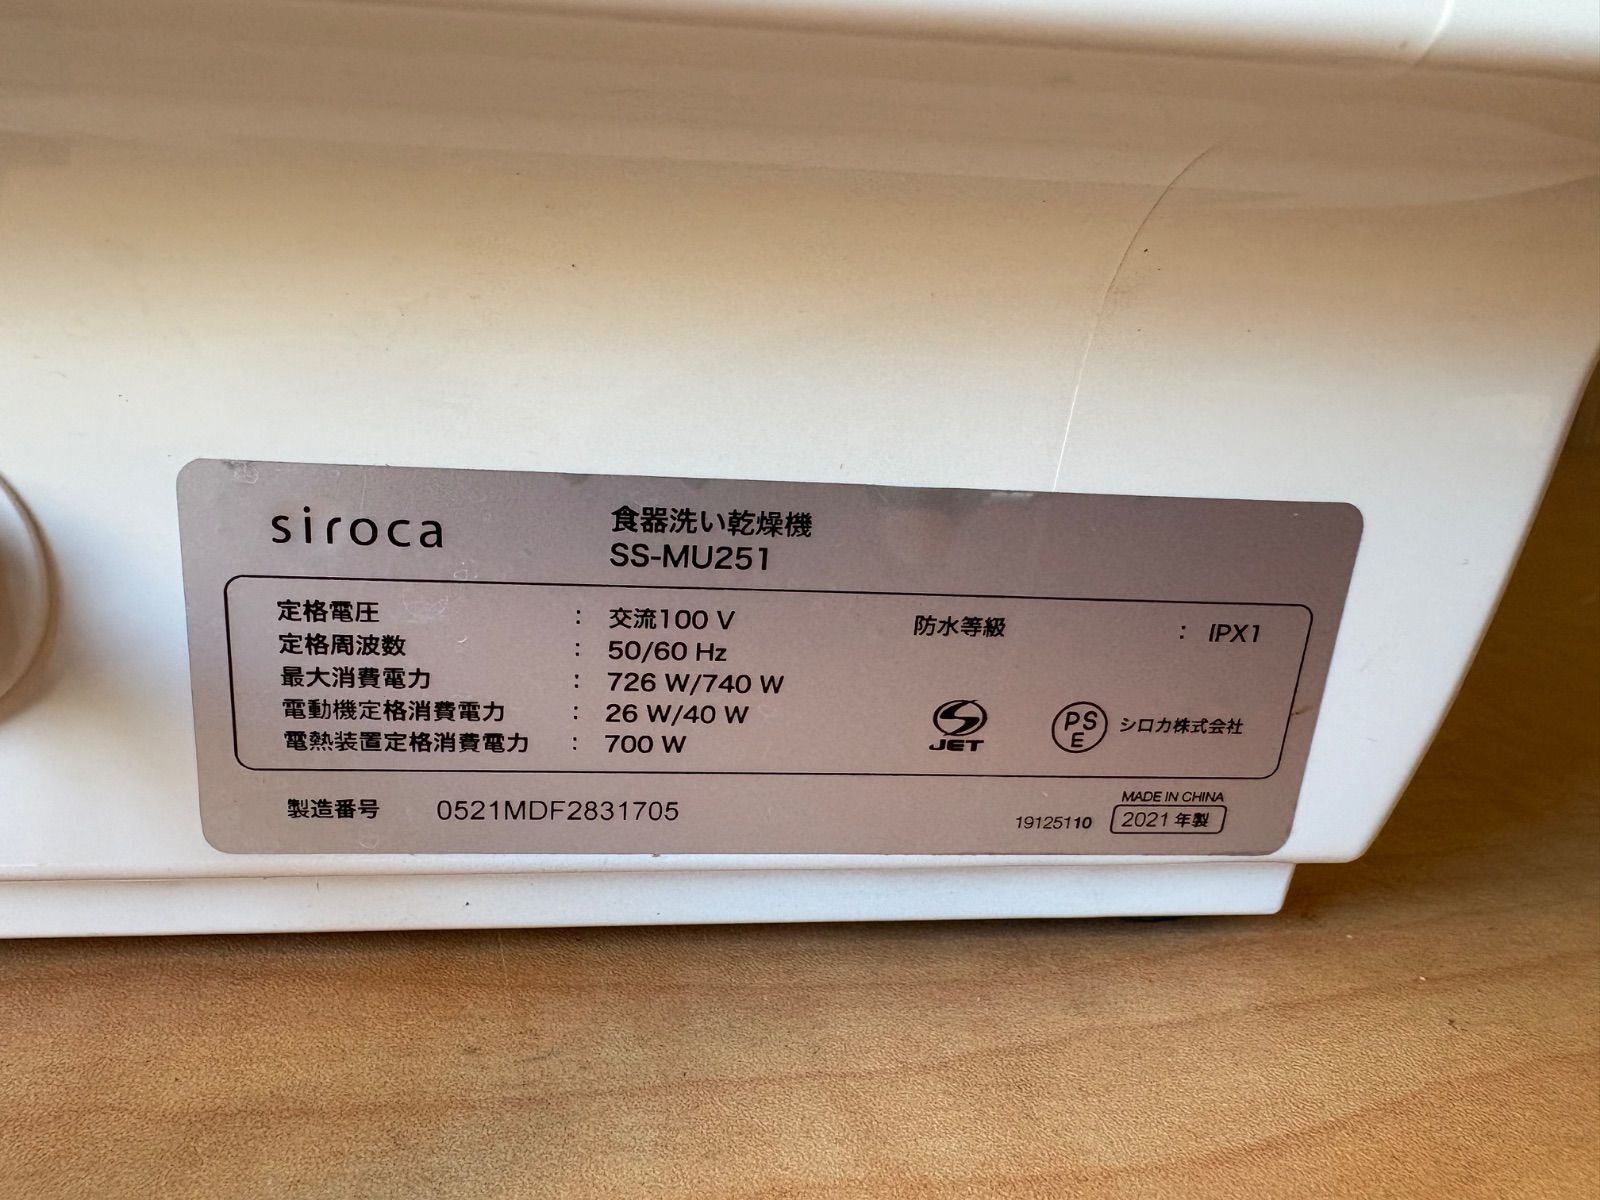 siroca
食器洗い乾燥機
SS-MU251
定格電圧 : 交流100 V
定格周波数 : 50/60 Hz
最大消費電力 : 726 W/740 W
電動機定格消費電力 : 26 W/40 W
電熱装置定格消費電力 : 700 W
防水等級 : IPX1
JET
PSE シロカ株式会社
製造番号 0521MDF2831705
MADE IN CHINA
19125110 2021 年製